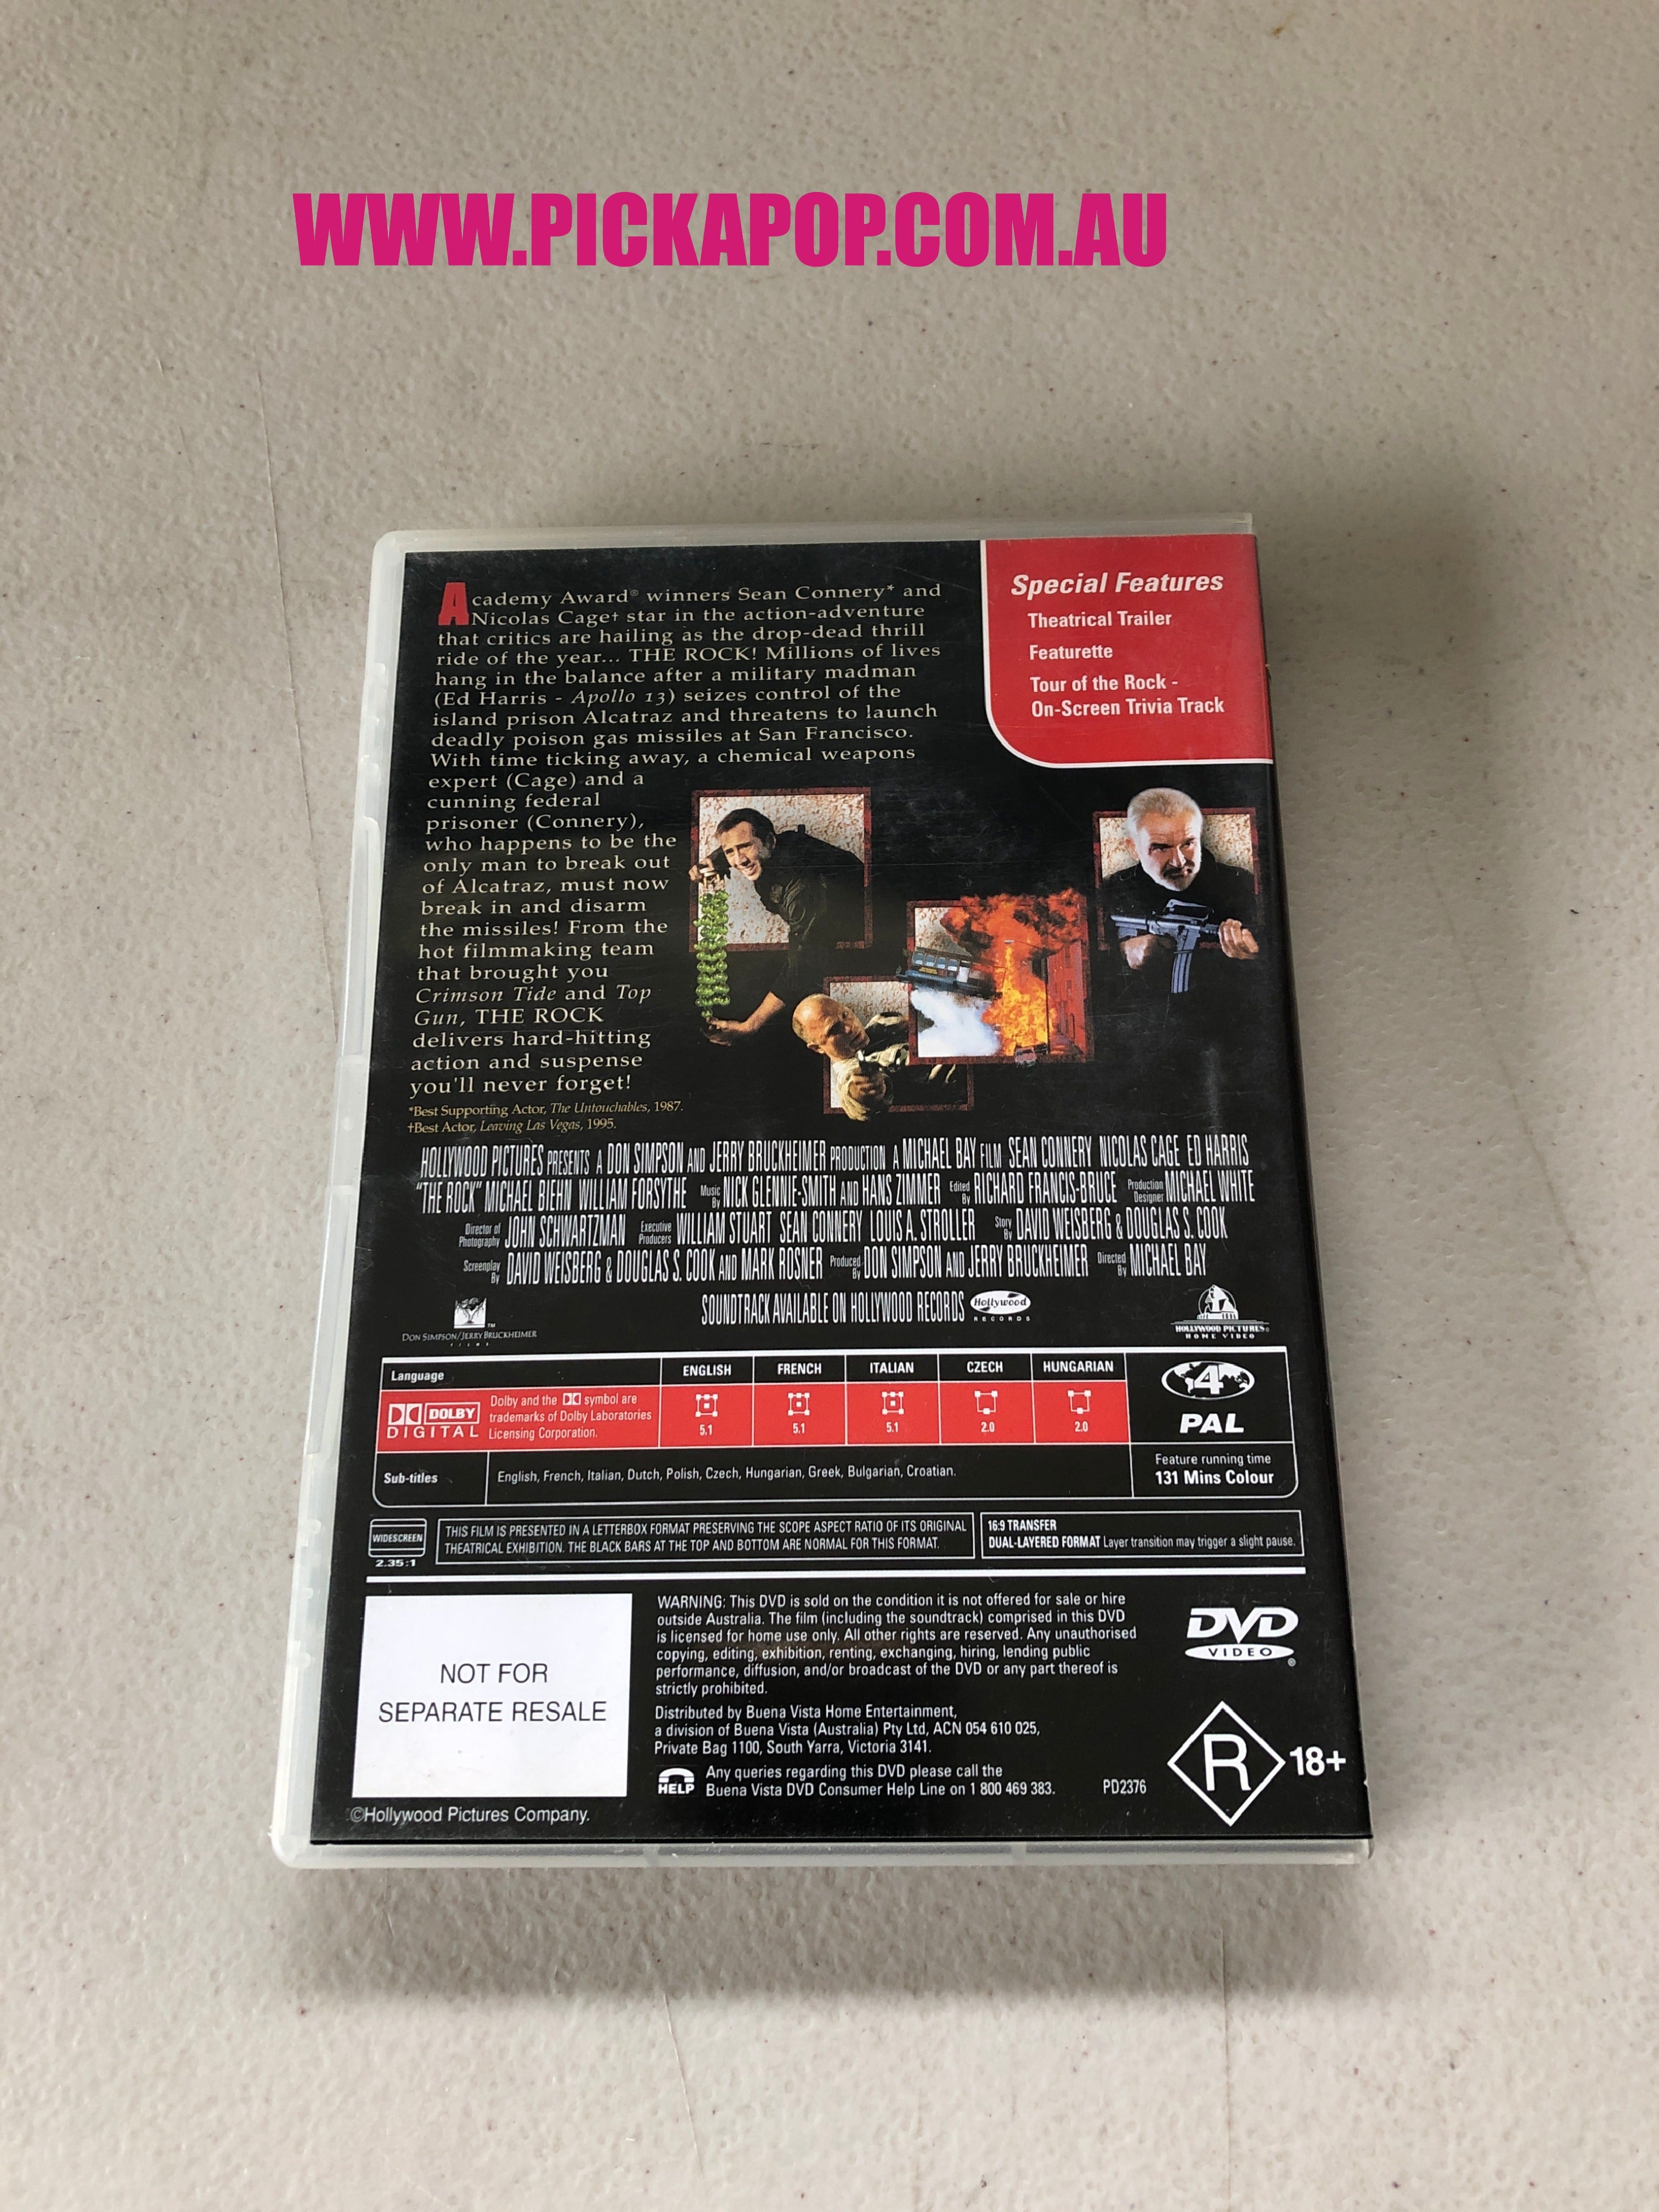 WWW.PICKAPOP.COM.AU
Academy Award® winners Sean Connery* and
Nicolas Cage† star in the action-adventure
that critics are hailing as the drop-dead thrill
ride of the year... THE ROCK! Millions of lives
hang in the balance after a military madman
(Ed Harris - Apollo 13) seizes control of the
island prison Alcatraz and threatens to launch
deadly poison gas missiles at San Francisco.
With time ticking away, a chemical weapons
expert (Cage) and a
cunning federal
prisoner (Connery),
who happens to be the
only man to break out
of Alcatraz, must now
break in and disarm
the missiles! From the
hot filmmaking team
that brought you
Crimson Tide and Top
Gun, THE ROCK
delivers hard-hitting
action and suspense
you'll never forget!
*Best Supporting Actor, The Untouchables, 1987.
†Best Actor, Leaving Las Vegas, 1995.
Special Features
Theatrical Trailer
Featurette
Tour of the Rock -
On-Screen Trivia Track
HOLLYWOOD PICTURES PRESENTS A DON SIMPSON AND JERRY BRUCKHEIMER PRODUCTION A MICHAEL BAY FILM SEAN CONNERY NICOLAS CAGE ED HARRIS
"THE ROCK" MICHAEL BIEHN WILLIAM FORSYTHE Music By NICK GLENNIE-SMITH AND HANS ZIMMER Edited By RICHARD FRANCIS-BRUCE Production Designer MICHAEL WHITE
Director of Photography JOHN SCHWARTZMAN Executive Producers WILLIAM STUART SEAN CONNERY LOUIS A. STROLLER Story By DAVID WEISBERG & DOUGLAS S. COOK
Screenplay By DAVID WEISBERG & DOUGLAS S. COOK AND MARK ROSNER Produced By DON SIMPSON AND JERRY BRUCKHEIMER Directed By MICHAEL BAY
SOUNDTRACK AVAILABLE ON HOLLYWOOD RECORDS Hollywood RECORDS
DON SIMPSON/JERRY BRUCKHEIMER
FILMS
HOLLYWOOD PICTURES®
HOME VIDEO
Language ENGLISH FRENCH ITALIAN CZECH HUNGARIAN
DOLBY
DIGITAL
Dolby and the DD symbol are
trademarks of Dolby Laboratories
Licensing Corporation.
5.1 5.1 5.1 2.0 2.0
4
PAL
Sub-titles English, French, Italian, Dutch, Polish, Czech, Hungarian, Greek, Bulgarian, Croatian.
Feature running time
131 Mins Colour
WIDESCREEN
2.35:1
THIS FILM IS PRESENTED IN A LETTERBOX FORMAT PRESERVING THE SCOPE ASPECT RATIO OF ITS ORIGINAL
THEATRICAL EXHIBITION. THE BLACK BARS AT THE TOP AND BOTTOM ARE NORMAL FOR THIS FORMAT.
16:9 TRANSFER
DUAL-LAYERED FORMAT Layer transition may trigger a slight pause.
NOT FOR
SEPARATE RESALE
©Hollywood Pictures Company.
WARNING: This DVD is sold on the condition it is not offered for sale or hire
outside Australia. The film (including the soundtrack) comprised in this DVD
is licensed for home use only. All other rights are reserved. Any unauthorised
copying, editing, exhibition, renting, exchanging, hiring, lending public
performance, diffusion, and/or broadcast of the DVD or any part thereof is
strictly prohibited.
Distributed by Buena Vista Home Entertainment,
a division of Buena Vista (Australia) Pty Ltd, ACN 054 610 025,
Private Bag 1100, South Yarra, Victoria 3141.
HELP
Any queries regarding this DVD please call the
Buena Vista DVD Consumer Help Line on 1 800 469 383.
PD2376
DVD
VIDEO
®
R 18+